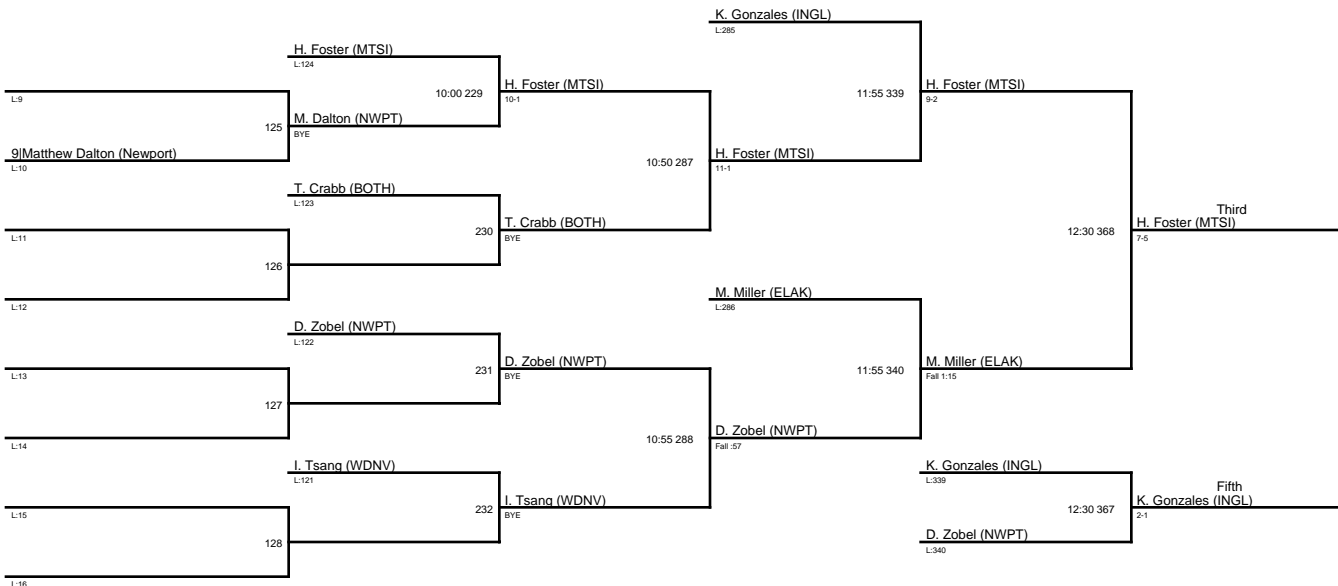 K. Gonzales (INGL)
L:285
H. Foster (MTSI)
L:124
10:00 229
H. Foster (MTSI)
10-1
11:55 339
H. Foster (MTSI)
9-2
L:9
125
M. Dalton (NWPT)
BYE
9|Matthew Dalton (Newport)
L:10
10:50 287
H. Foster (MTSI)
11-1
T. Crabb (BOTH)
L:123
230
T. Crabb (BOTH)
BYE
L:11
126
L:12
12:30 368
Third
H. Foster (MTSI)
7-5
M. Miller (ELAK)
L:286
D. Zobel (NWPT)
L:122
231
D. Zobel (NWPT)
BYE
11:55 340
M. Miller (ELAK)
Fall 1:15
L:13
127
L:14
10:55 288
D. Zobel (NWPT)
Fall :57
I. Tsang (WDNV)
L:121
232
I. Tsang (WDNV)
BYE
L:15
128
L:16
K. Gonzales (INGL)
L:339
12:30 367
Fifth
K. Gonzales (INGL)
2-1
D. Zobel (NWPT)
L:340